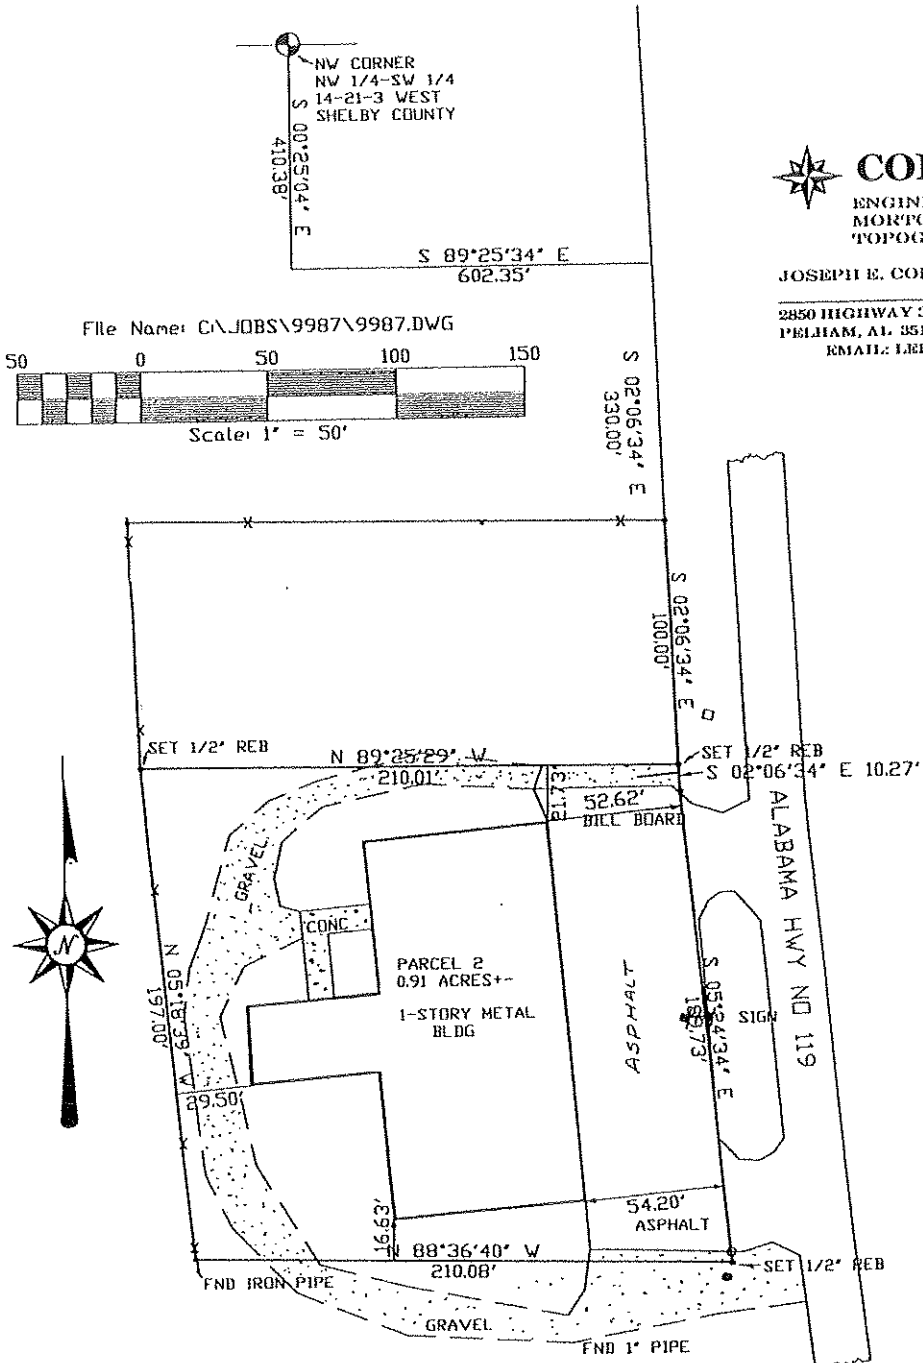 NW CORNER
NW 1/4-SW 1/4
14-21-3 WEST
SHELBY COUNTY
S 00°25'04" E
410.38'
S 89°25'34" E
602.35'
ENGIN
MORTO
TOPOG
JOSEPH E. CO
2850 HIGHWAY
PELHAM, AL 351
EMAIL: LE
File Name: C:\JOBS\9987\9987.DWG
50 0 50 100 150
Scale: 1" = 50'
S 02°06'34" E
330.00'
S 02°06'34" E
100.00'
SET 1/2" REB
N 89°25'29" W
210.01'
SET 1/2" REB
S 02°06'34" E 10.27'
21.73
52.62'
BILL BOARD
ALABAMA HWY NO 119
GRAVEL
CONC
PARCEL 2
0.91 ACRES+-
1-STORY METAL
BLDG
ASPHALT
N
N 05°18'39" W
197.00'
S 05°24'34" E
SIGN
29.50'
16.63'
54.20'
ASPHALT
N 88°36'40" W
210.08'
SET 1/2" REB
FND IRON PIPE
GRAVEL
FND 1" PIPE